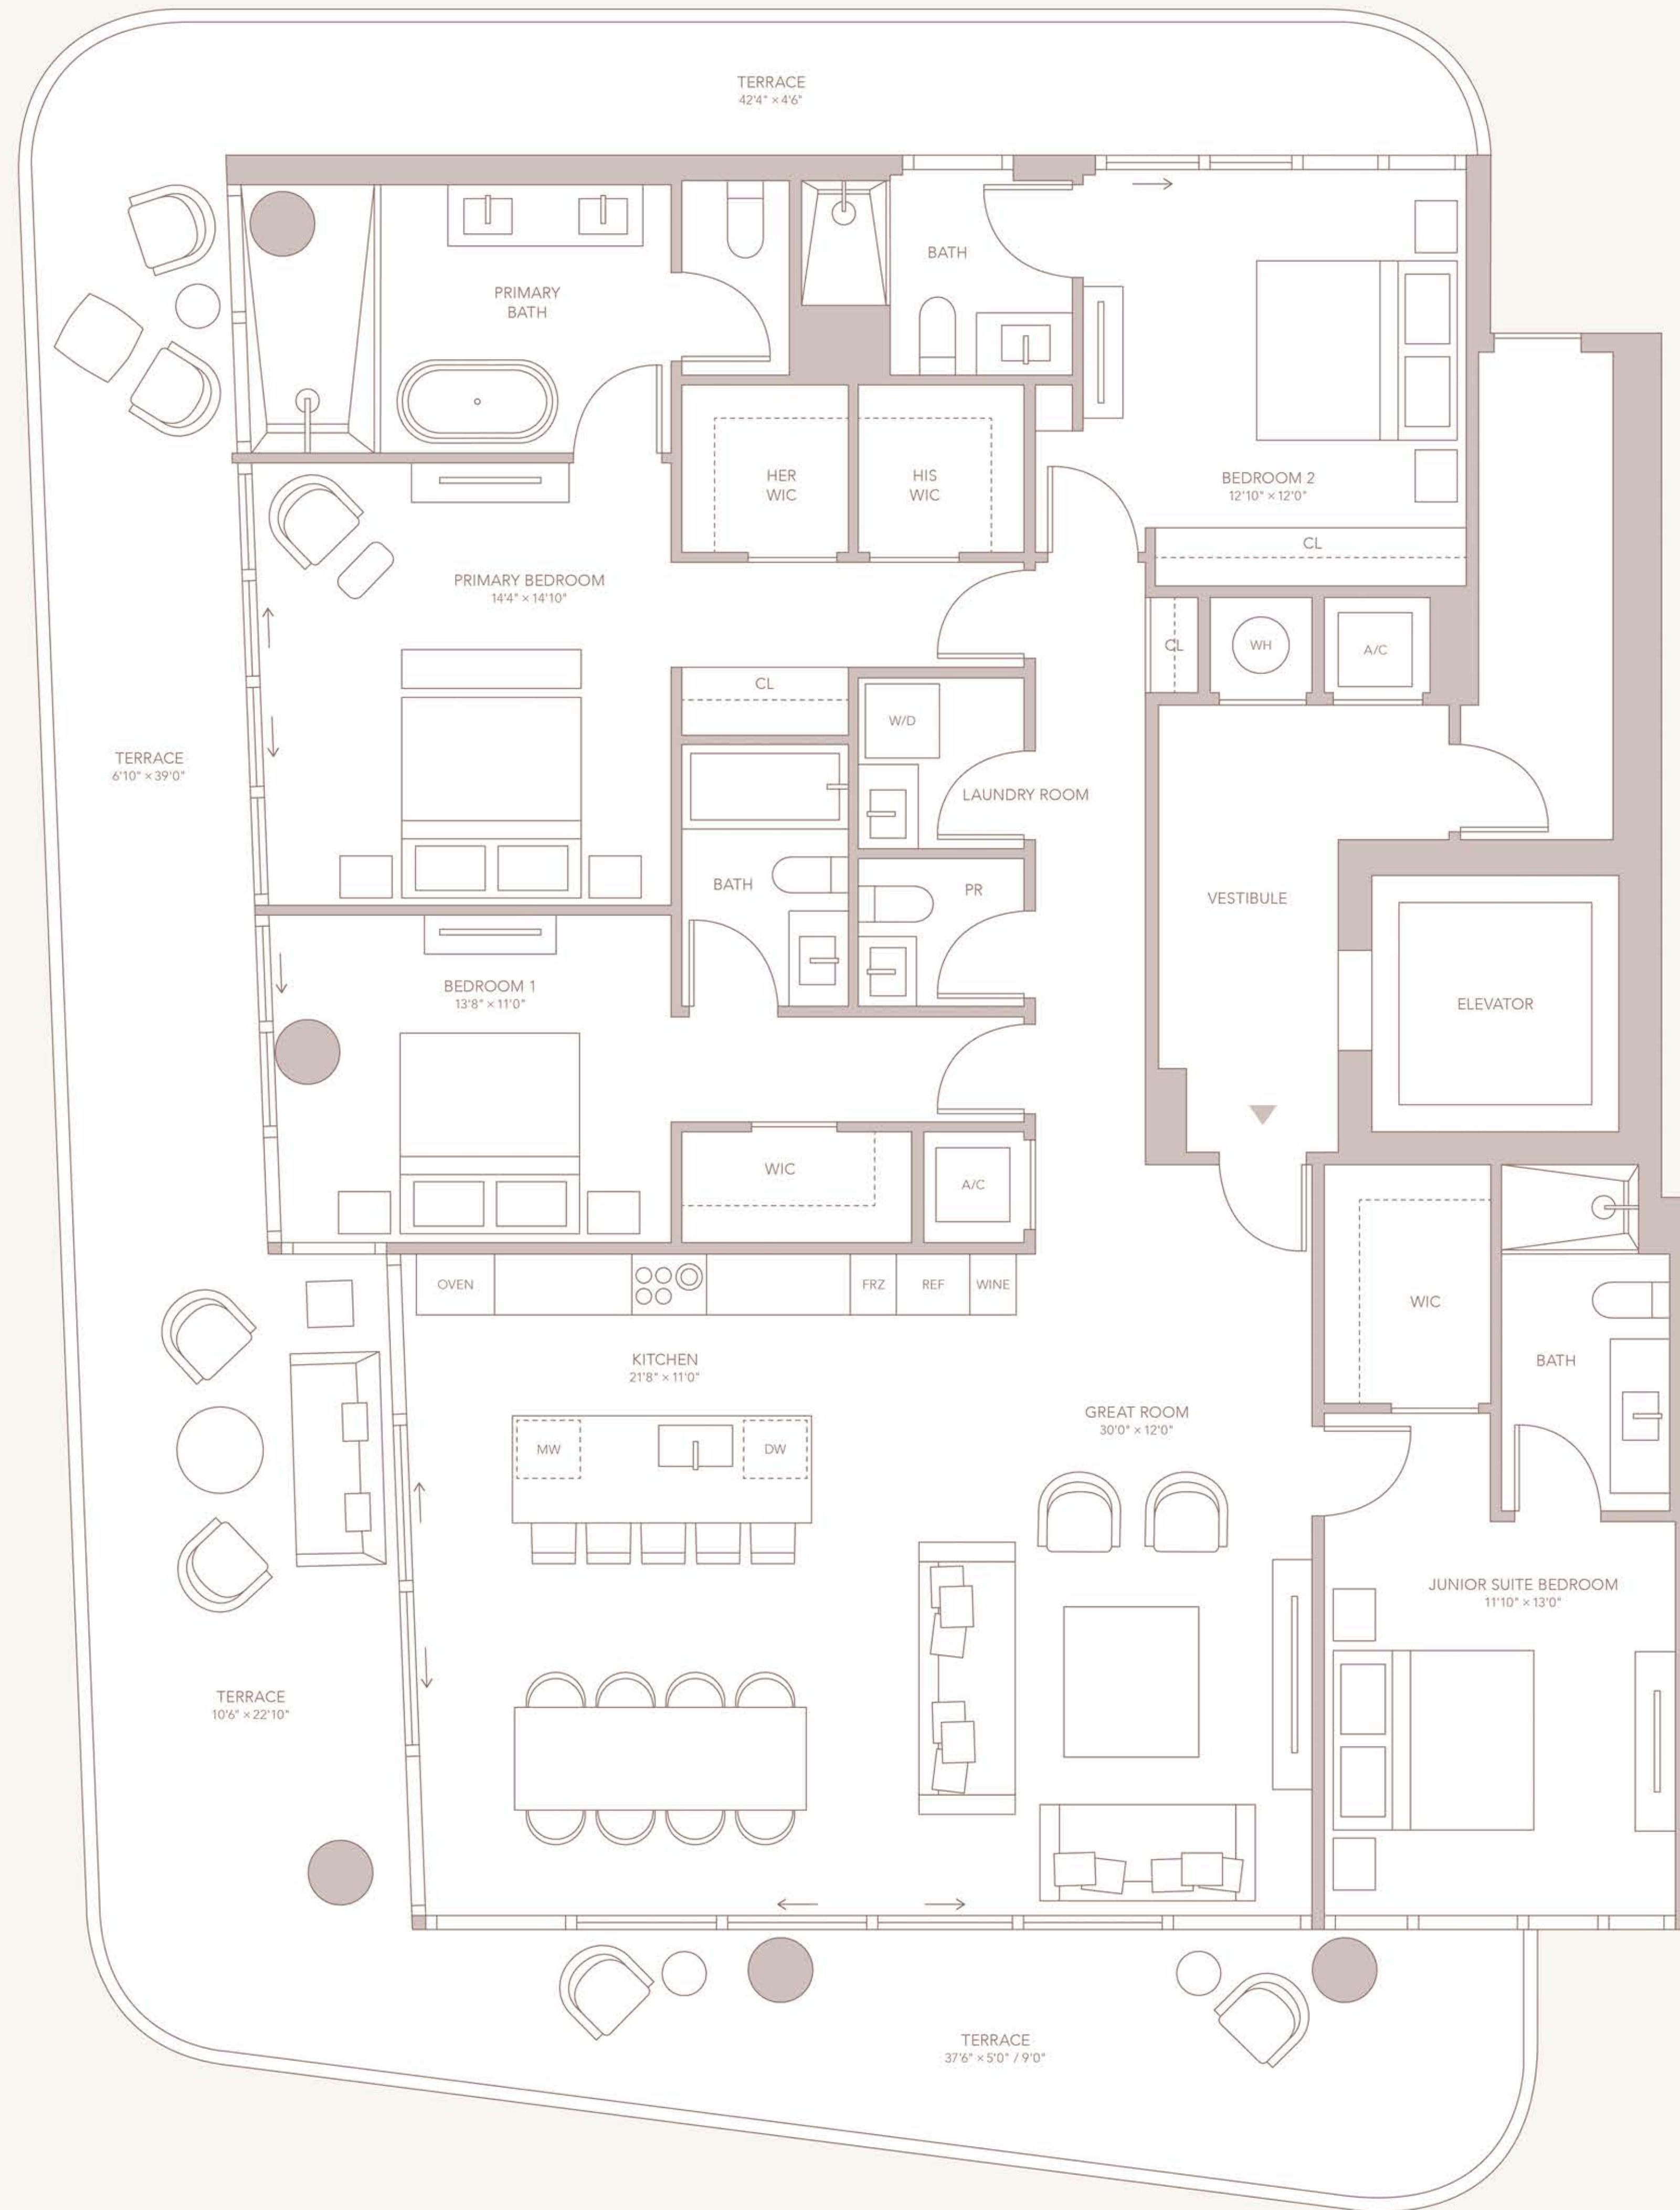 TERRACE
42'4" × 4'6"
BATH
PRIMARY
BATH
HER
WIC
HIS
WIC
BEDROOM 2
12'10" × 12'0"
CL
PRIMARY BEDROOM
14'4" × 14'10"
CL
WH
A/C
CL
W/D
TERRACE
6'10" × 39'0"
LAUNDRY ROOM
BATH
PR
VESTIBULE
BEDROOM 1
13'8" × 11'0"
ELEVATOR
WIC
A/C
OVEN
FRZ
REF
WINE
WIC
KITCHEN
21'8" × 11'0"
BATH
GREAT ROOM
30'0" × 12'0"
MW
DW
JUNIOR SUITE BEDROOM
11'10" × 13'0"
TERRACE
10'6" × 22'10"
TERRACE
37'6" × 5'0" / 9'0"